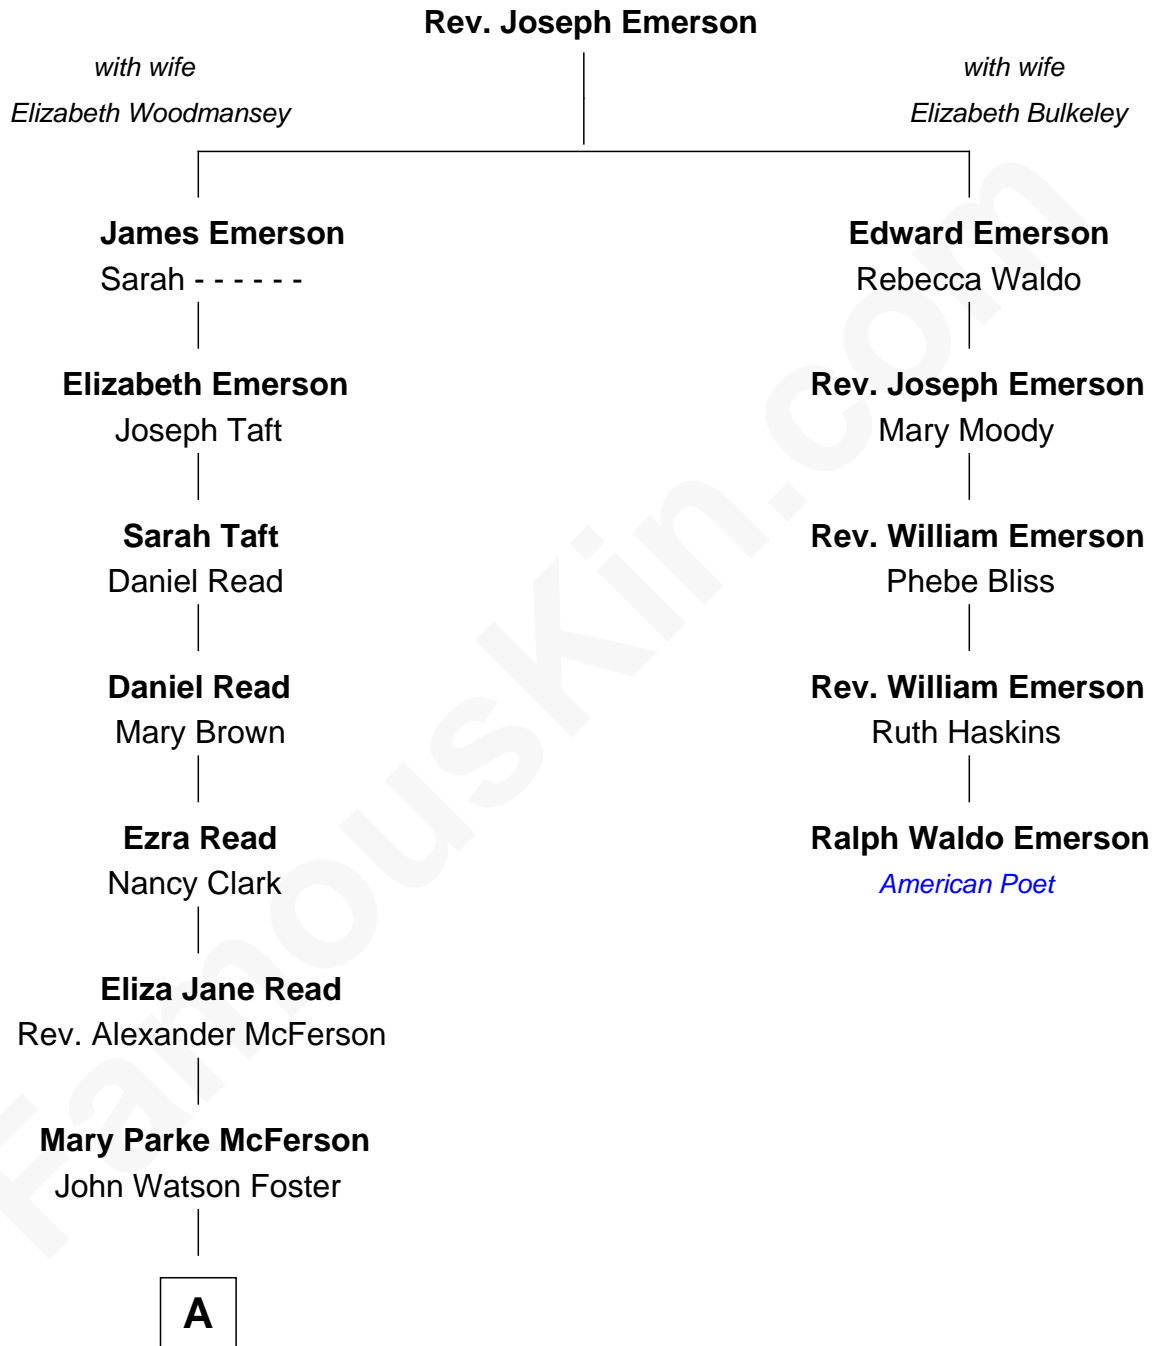 Rev. Joseph Emerson
with wife
Elizabeth Woodmansey
with wife
Elizabeth Bulkeley
James Emerson
Sarah - - - - - -
Edward Emerson
Rebecca Waldo
Elizabeth Emerson
Joseph Taft
Rev. Joseph Emerson
Mary Moody
Sarah Taft
Daniel Read
Rev. William Emerson
Phebe Bliss
Daniel Read
Mary Brown
Rev. William Emerson
Ruth Haskins
Ezra Read
Nancy Clark
Ralph Waldo Emerson
American Poet
Eliza Jane Read
Rev. Alexander McFerson
Mary Parke McFerson
John Watson Foster
A
FamousKin.com